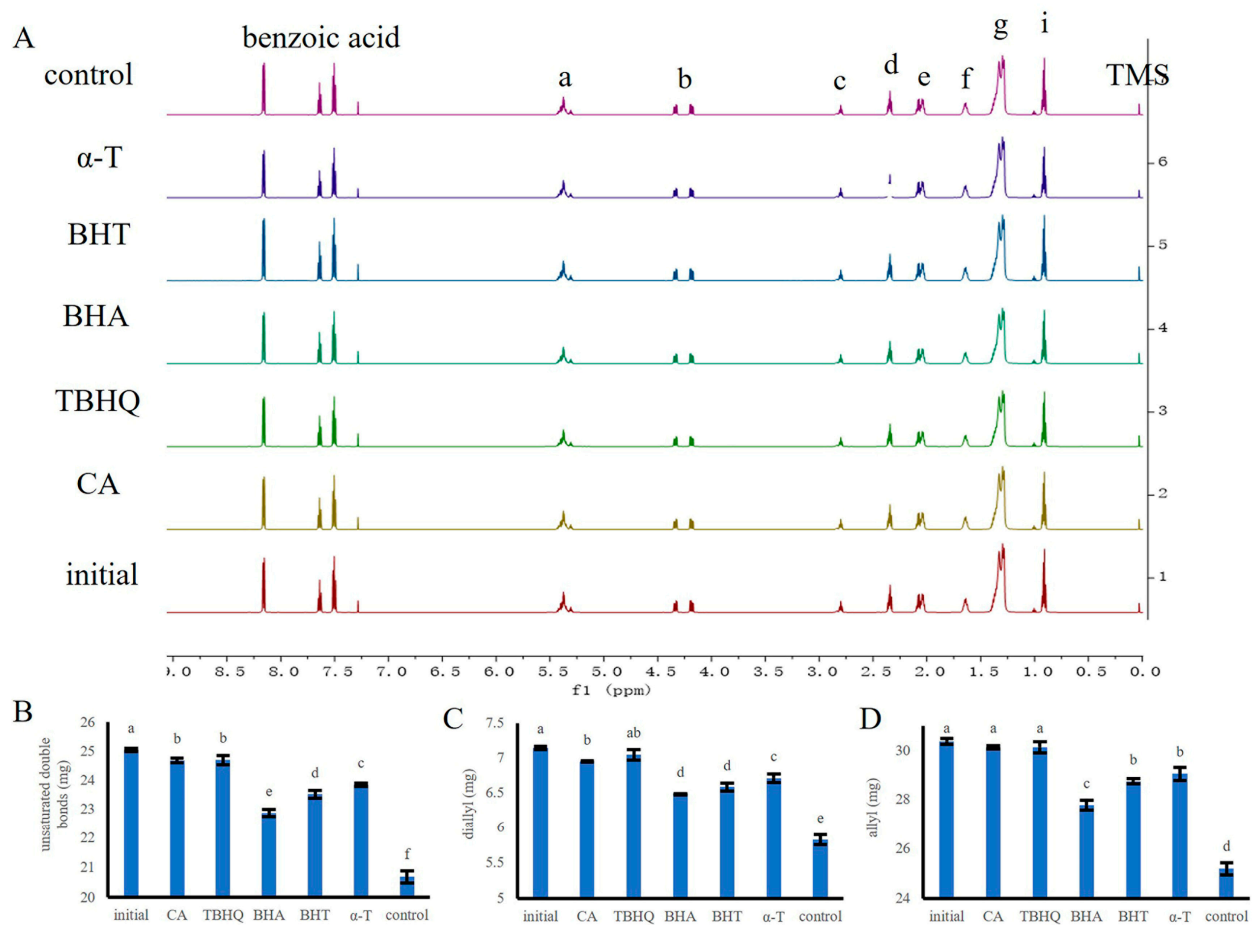 A
benzoic acid
g
i
control
a
b
c
d
e
f
TMS
α-T
6
BHT
5
BHA
4
TBHQ
3
CA
2
initial
1
9.0 8.5 8.0 7.5 7.0 6.5 6.0 5.5 5.0 4.5 4.0 3.5 3.0 2.5 2.0 1.5 1.0 0.5 0.0
f1 (ppm)
B
unsaturated double
bonds (mg)
26
25
24
23
22
21
20
a
b
b
e
d
c
f
initial CA TBHQ BHA BHT α-T control
C
diallyl (mg)
7.5
7
6.5
6
5.5
5
a
b
ab
d
d
c
e
initial CA TBHQ BHA BHT α-T control
D
allyl (mg)
30
28
26
24
a
a
a
c
b
b
d
initial CA TBHQ BHA BHT α-T control